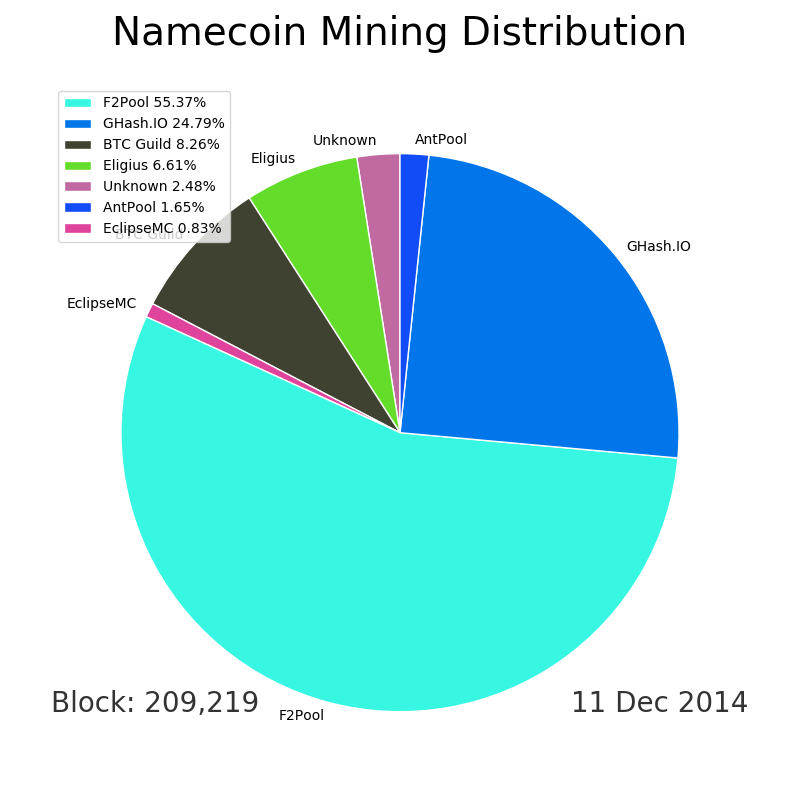 Namecoin Mining Distribution
F2Pool 55.37%
GHash.IO 24.79%
BTC Guild 8.26%
Eligius 6.61%
Unknown 2.48%
AntPool 1.65%
EclipseMC 0.83%
Unknown
AntPool
Eligius
BTC Guild
GHash.IO
EclipseMC
Block: 209,219
11 Dec 2014
F2Pool